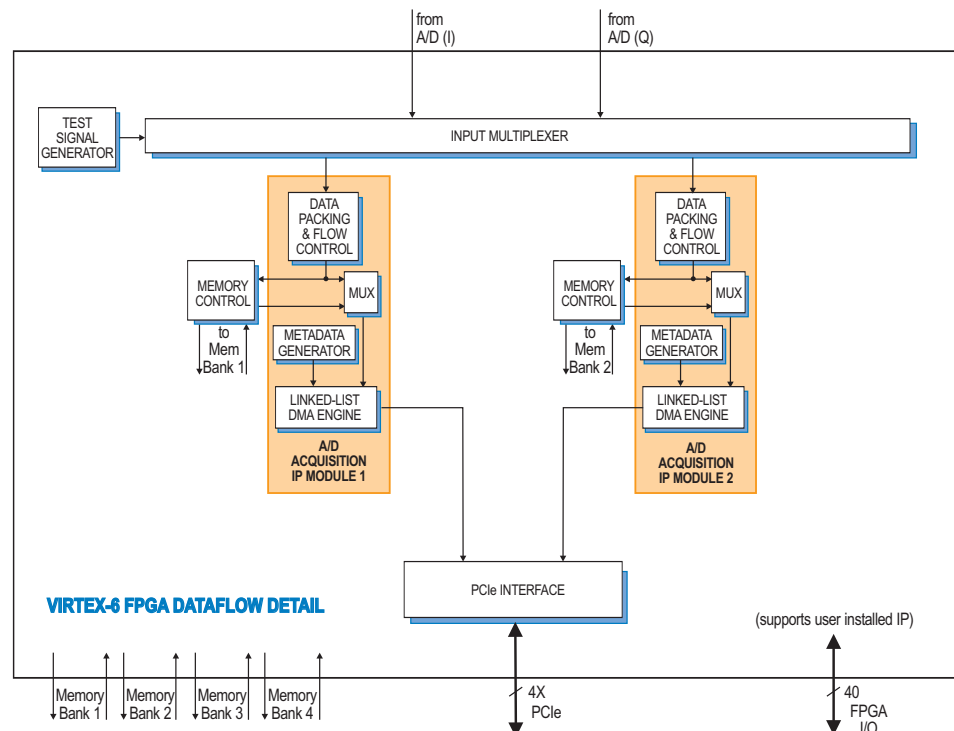 from
A/D (I)
from
A/D (Q)
TEST
SIGNAL
GENERATOR
INPUT MULTIPLEXER
DATA
PACKING
& FLOW
CONTROL
MEMORY
CONTROL
MUX
to
Mem
Bank 1
METADATA
GENERATOR
LINKED-LIST
DMA ENGINE
A/D
ACQUISITION
IP MODULE 1
DATA
PACKING
& FLOW
CONTROL
MEMORY
CONTROL
MUX
to
Mem
Bank 2
METADATA
GENERATOR
LINKED-LIST
DMA ENGINE
A/D
ACQUISITION
IP MODULE 2
PCIe INTERFACE
VIRTEX-6 FPGA DATAFLOW DETAIL
(supports user installed IP)
Memory
Bank 1
Memory
Bank 2
Memory
Bank 3
Memory
Bank 4
4X
PCIe
40
FPGA
I/O